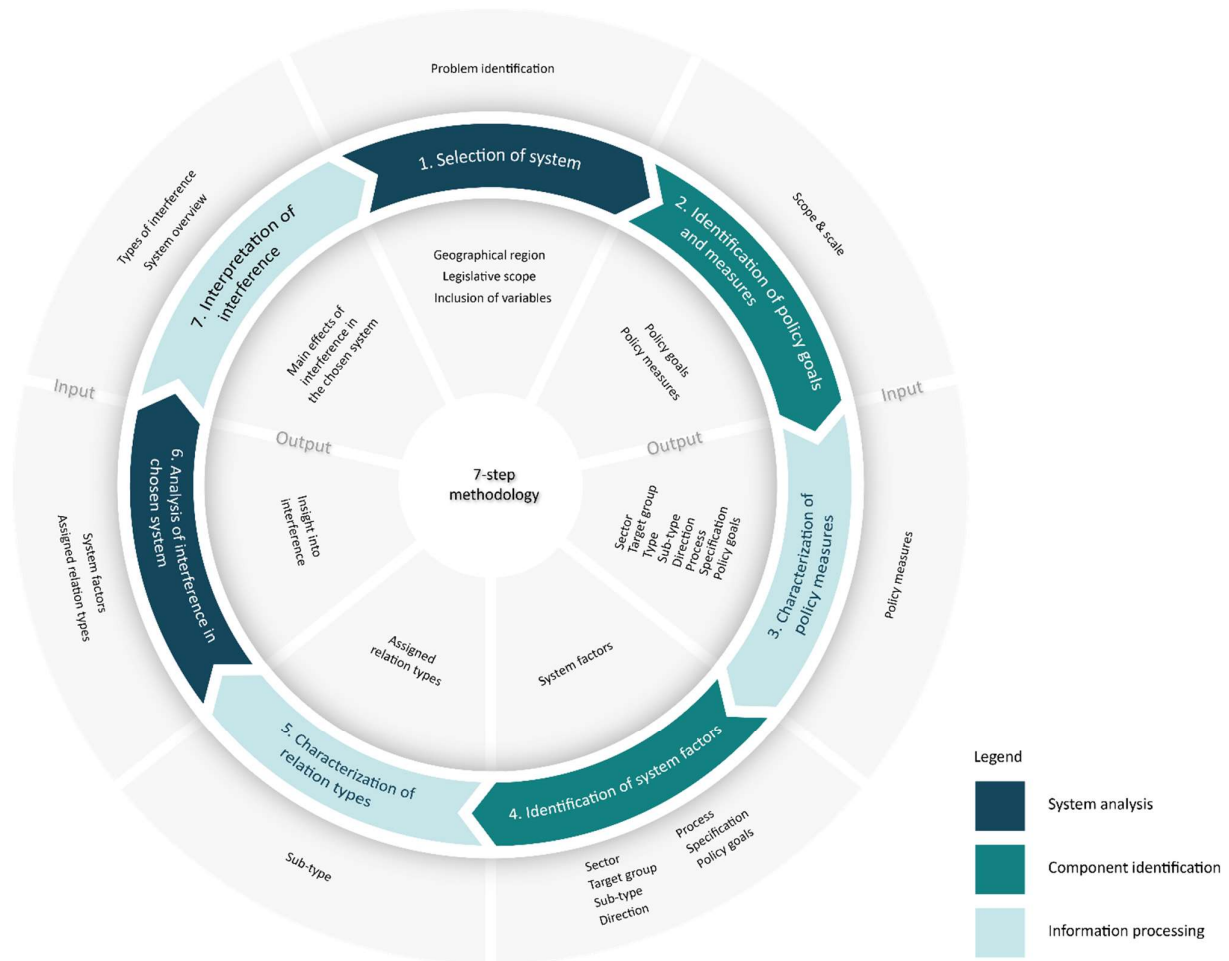 Problem identification
1. Selection of system
Geographical region
Legislative scope
Inclusion of variables
Scope & scale
2. Identification of policy goals
and measures
Policy goals
Policy measures
Input
Output
Policy measures
3. Characterization of
policy measures
Sector
Target group
Type
Sub-type
Direction
Process
Specification
Policy goals
Sector
Target group
Sub-type
Direction
Process
Specification
Policy goals
4. Identification of system factors
System factors
Sub-type
5. Characterization of
relation types
Assigned
relation types
System factors
Assigned relation types
6. Analysis of interference in
chosen system
Insight into
interference
Input
Output
Types of interference
System overview
7. Interpretation of
interference
Main effects of
interference in
the chosen system
7-step
methodology
Legend
System analysis
Component identification
Information processing